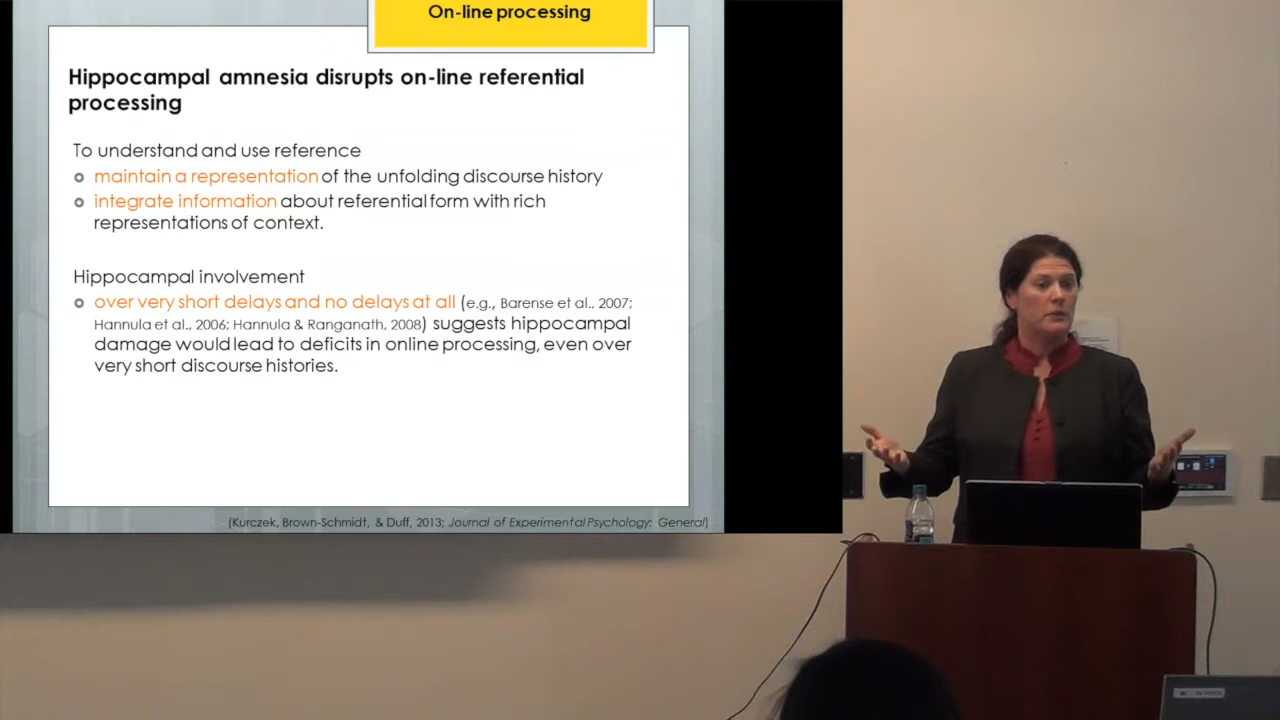 On-line processing
Hippocampal amnesia disrupts on-line referential
processing
To understand and use reference
maintain a representation of the unfolding discourse history
integrate information about referential form with rich
representations of context.
Hippocampal involvement
over very short delays and no delays at all (e.g., Barense et al., 2007;
Hannula et al., 2006; Hannula & Ranganath, 2008) suggests hippocampal
damage would lead to deficits in online processing, even over
very short discourse histories.
(Kurczek, Brown-Schmidt, & Duff, 2013; Journal of Experimental Psychology: General)